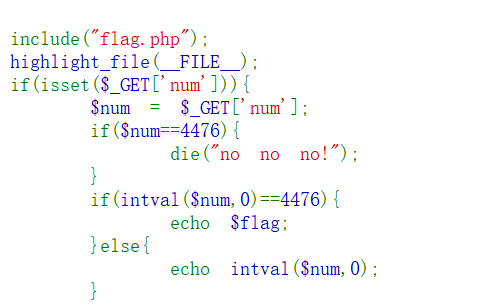 include("flag.php");
highlight_file(__FILE__);
if(isset($_GET['num'])){
$num = $_GET['num'];
if($num==4476){
die("no no no!");
}
if(intval($num,0)==4476){
echo $flag;
}else{
echo intval($num,0);
}